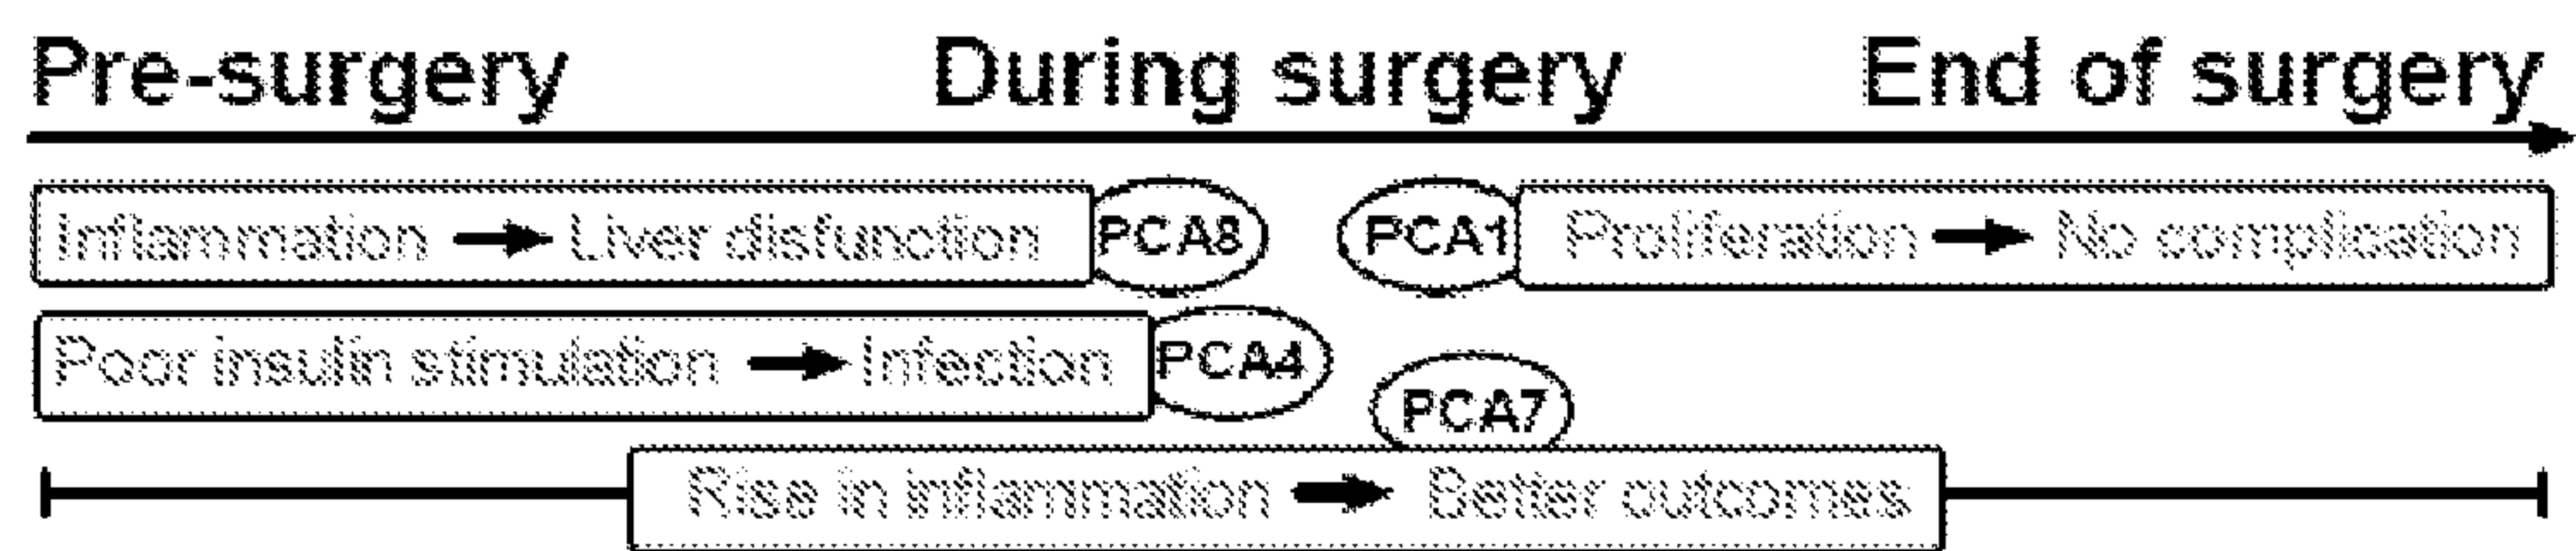 Pre-surgery During surgery End of surgery
Inflammation Liver disfunction PCA8 PCA1 Proliferation No complication
Poor insulin stimulation Infection PCA4
PCA7
Rise in inflammation Better outcomes